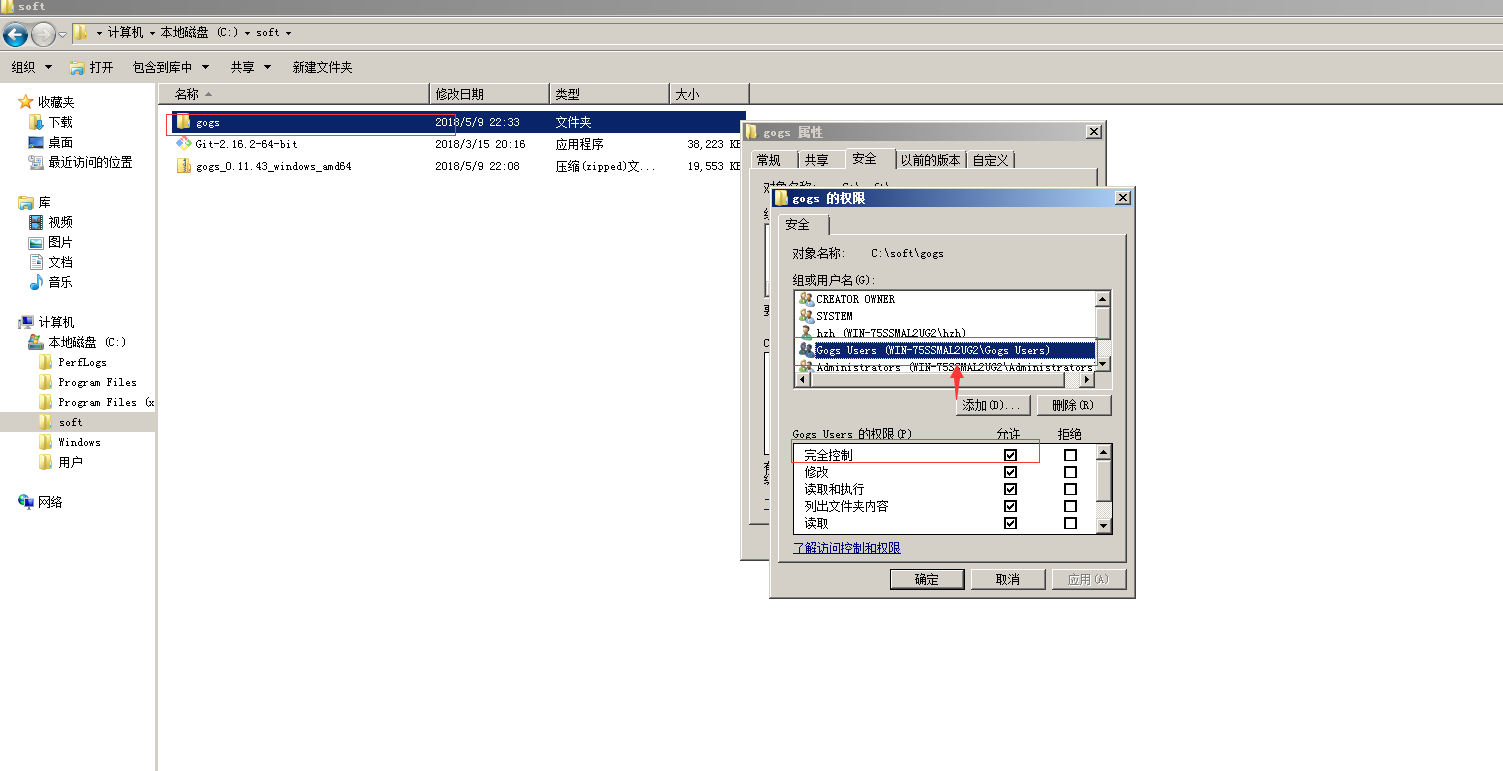 soft
计算机 本地磁盘 (C:) soft
组织 打开 包含到库中 共享 新建文件夹
收藏夹
下载
桌面
最近访问的位置
库
视频
图片
文档
音乐
计算机
本地磁盘 (C:)
PerfLogs
Program Files
Program Files (x
soft
Windows
用户
网络
名称 修改日期 类型 大小
gogs 2018/5/9 22:33 文件夹
Git-2.16.2-64-bit 2018/3/15 20:16 应用程序 38,223 KB
gogs_0.11.43_windows_amd64 2018/5/9 22:08 压缩(zipped)文... 19,553 KB
gogs 属性
常规 共享 安全 以前的版本 自定义
gogs 的权限
安全
对象名称: C:\soft\gogs
组或用户名(G):
CREATOR OWNER
SYSTEM
hzh (WIN-75SSMAL2UG2\hzh)
Gogs Users (WIN-75SSMAL2UG2\Gogs Users)
Administrators (WIN-75SSMAL2UG2\Administrators
添加(D)... 删除(R)
Gogs Users 的权限(P) 允许 拒绝
完全控制
修改
读取和执行
列出文件夹内容
读取
了解访问控制和权限
确定 取消 应用(A)